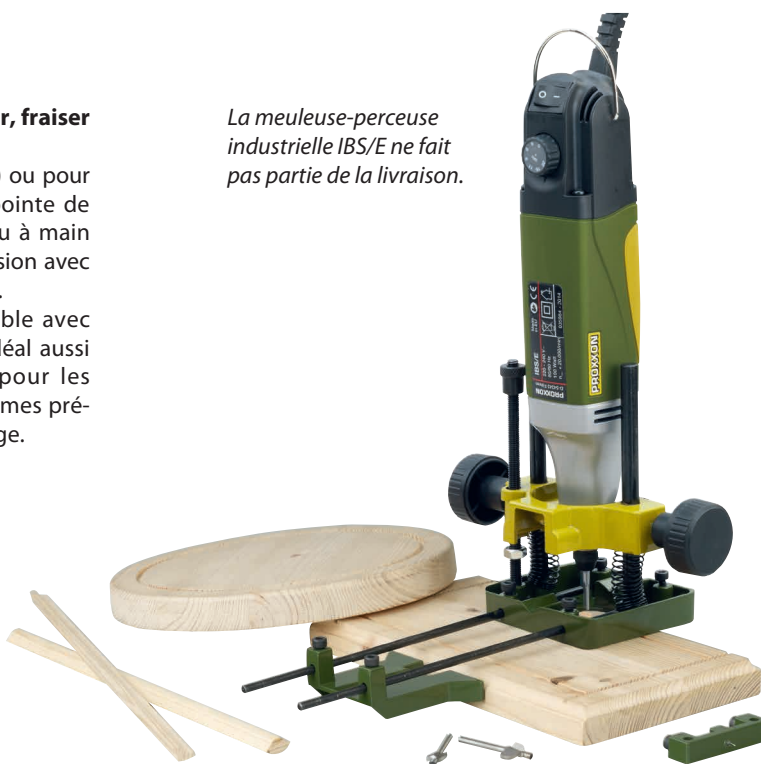 r, fraiser
ou pour
ointe de
u à main
sion avec
.
ble avec
déal aussi
pour les
mes pré-
ge.
La meuleuse-perceuse
industrielle IBS/E ne fait
pas partie de la livraison.
PROXXON
IBS/E
PROXXON